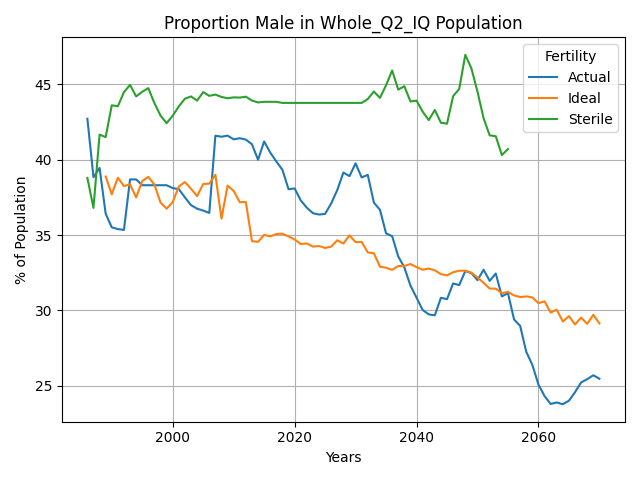 Proportion Male in Whole_Q2_IQ Population
% of Population
45
40
35
30
25
Fertility
Actual
Ideal
Sterile
2000
2020
2040
2060
Years